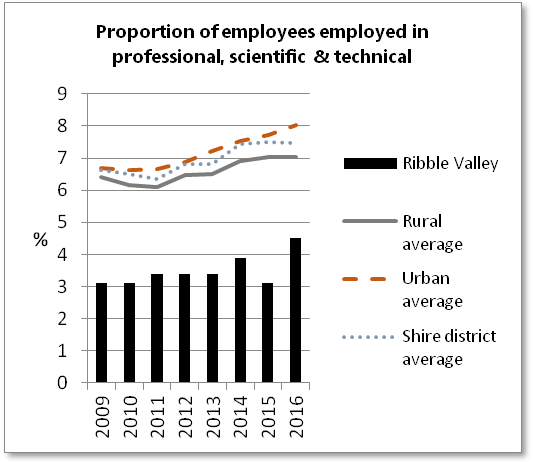 Proportion of employees employed in
professional, scientific & technical
9
8
7
6
5
4
3
2
1
0
%
2009
2010
2011
2012
2013
2014
2015
2016
Ribble Valley
Rural
average
Urban
average
Shire district
average